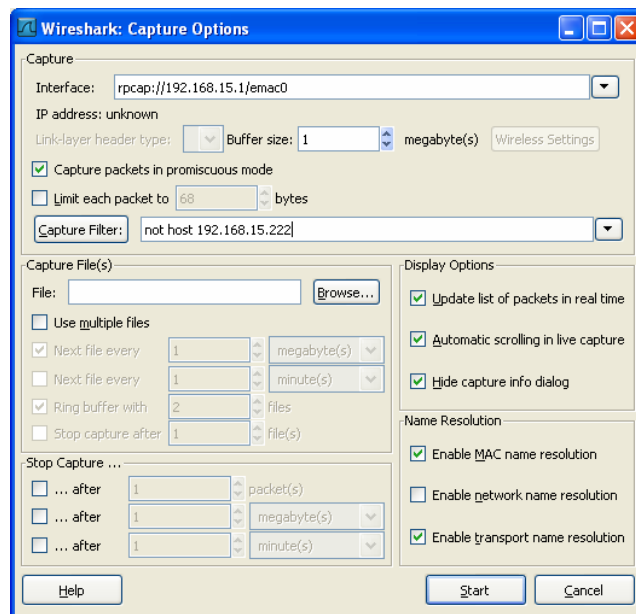 Wireshark: Capture Options
Capture
Interface: rpcap://192.168.15.1/emac0
IP address: unknown
Link-layer header type: Buffer size: 1 megabyte(s) Wireless Settings
Capture packets in promiscuous mode
Limit each packet to 68 bytes
Capture Filter: not host 192.168.15.222
Capture File(s)
File: Browse...
Use multiple files
Next file every 1 megabyte(s)
Next file every 1 minute(s)
Ring buffer with 2 files
Stop capture after 1 file(s)
Stop Capture ...
... after 1 packet(s)
... after 1 megabyte(s)
... after 1 minute(s)
Display Options
Update list of packets in real time
Automatic scrolling in live capture
Hide capture info dialog
Name Resolution
Enable MAC name resolution
Enable network name resolution
Enable transport name resolution
Help Start Cancel